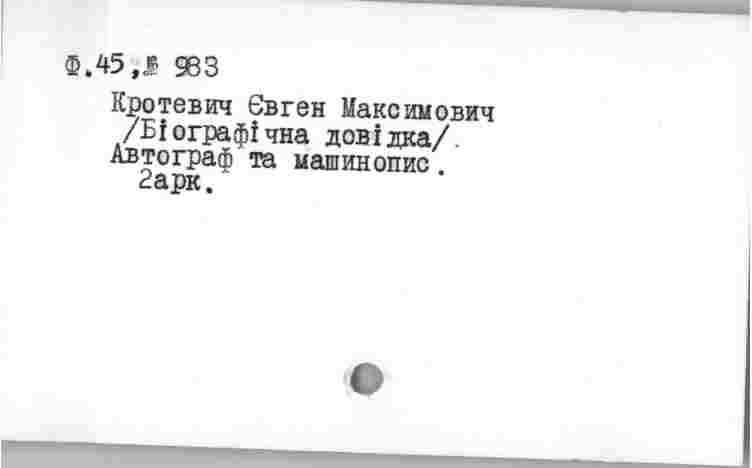 Ф.45,№ 983
Кротевич Євген Максимович
/Біографічна довідка/.
Автограф та машинопис.
2арк.